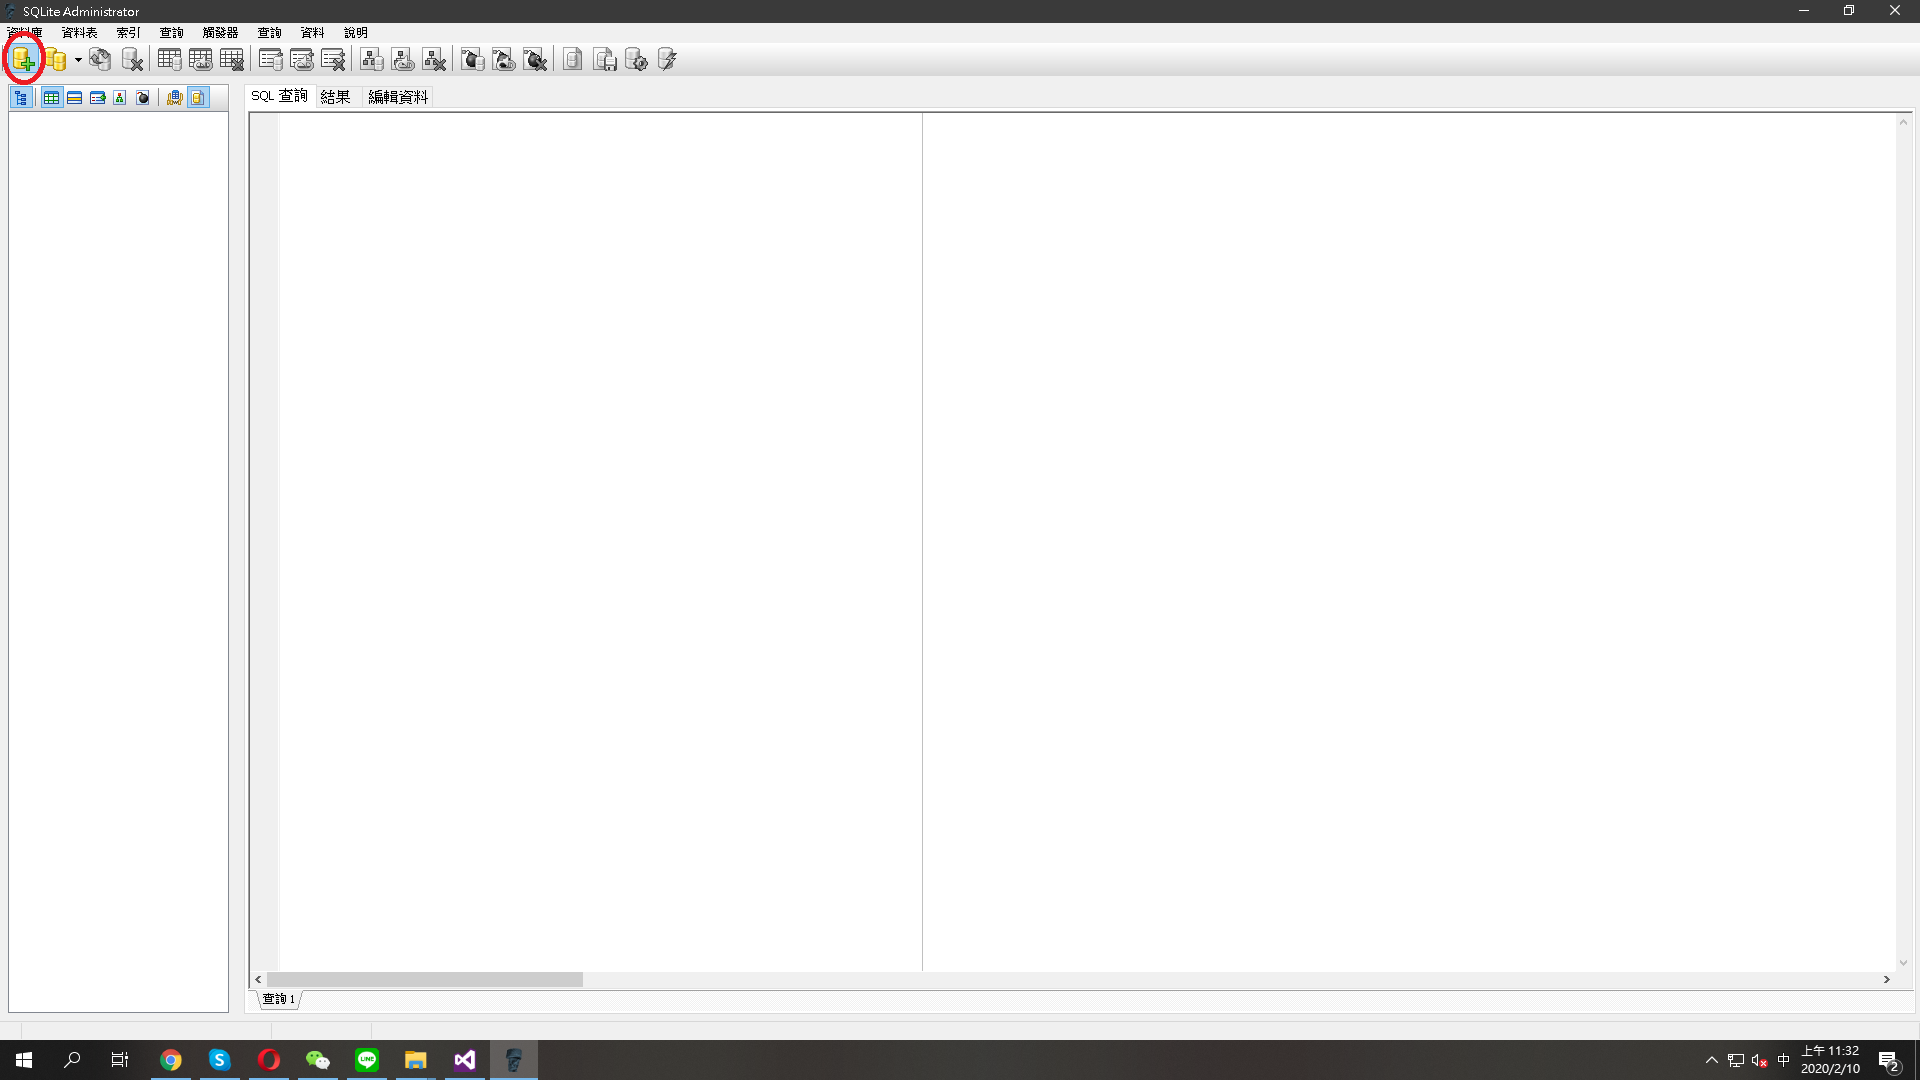 SQLite Administrator
資料庫 資料表 索引 查詢 觸發器 查詢 資料 說明
SQL 查詢 結果 編輯資料
查詢 1
上午 11:32
中
2020/2/10
2